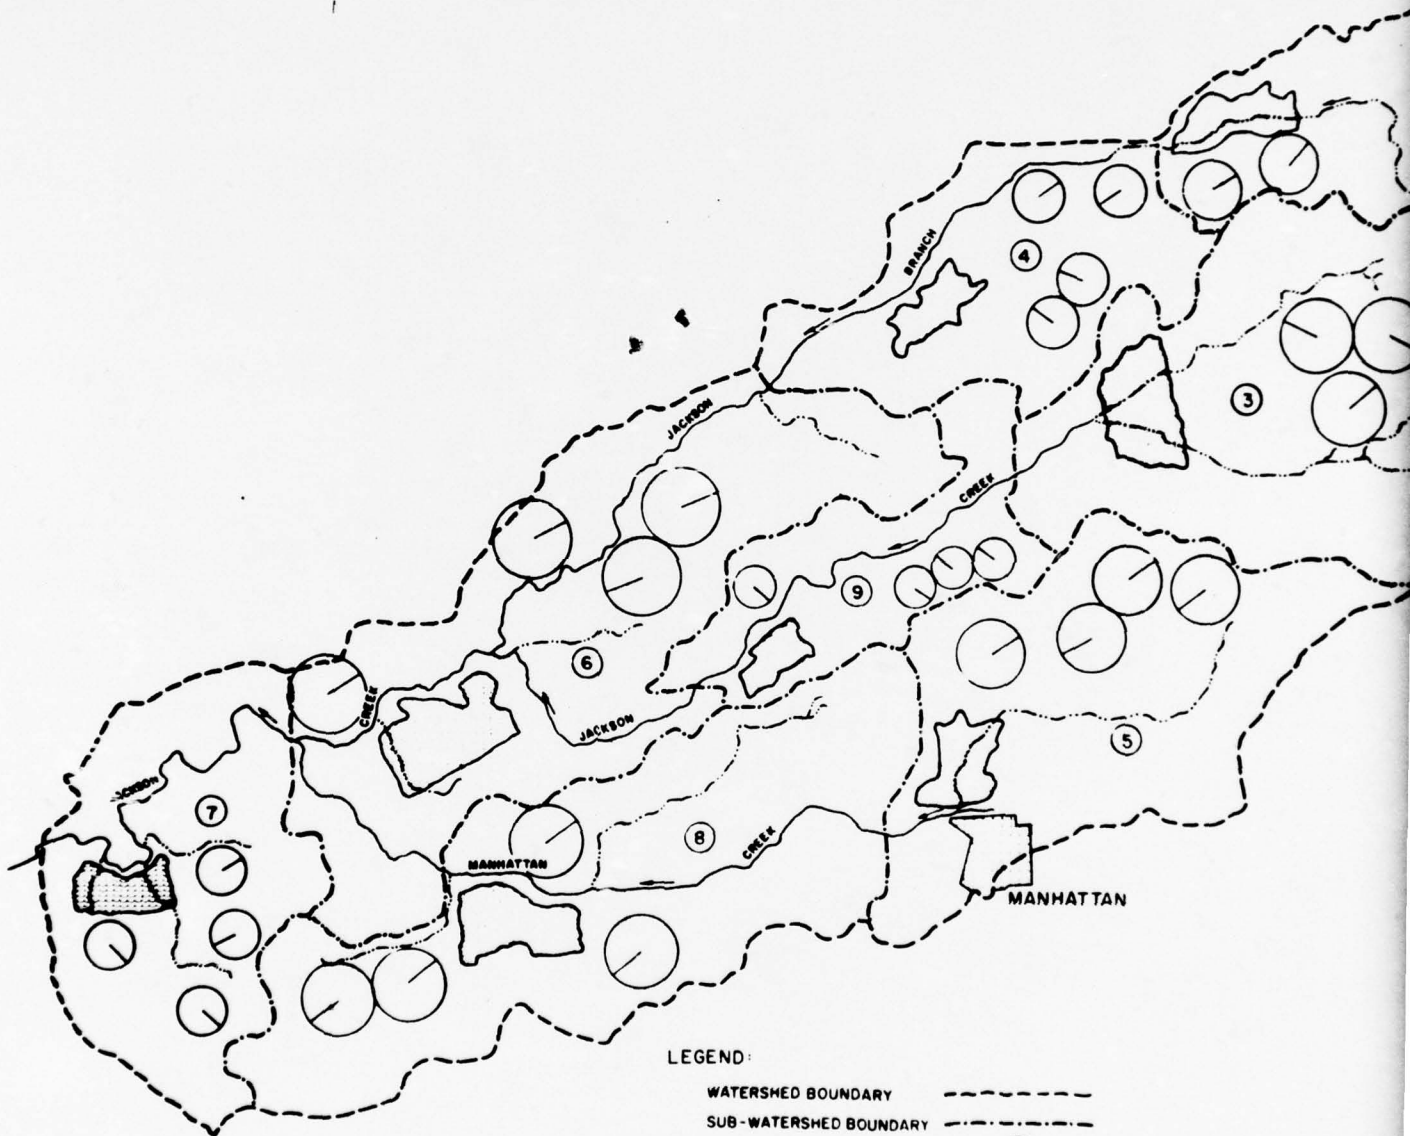 BRANCH
4
3
JACKSON
CREEK
9
6
CREEK
JACKSON
5
7
8
CREEK
MANHATTAN
MANHATTAN
LEGEND:
WATERSHED BOUNDARY
SUB-WATERSHED BOUNDARY